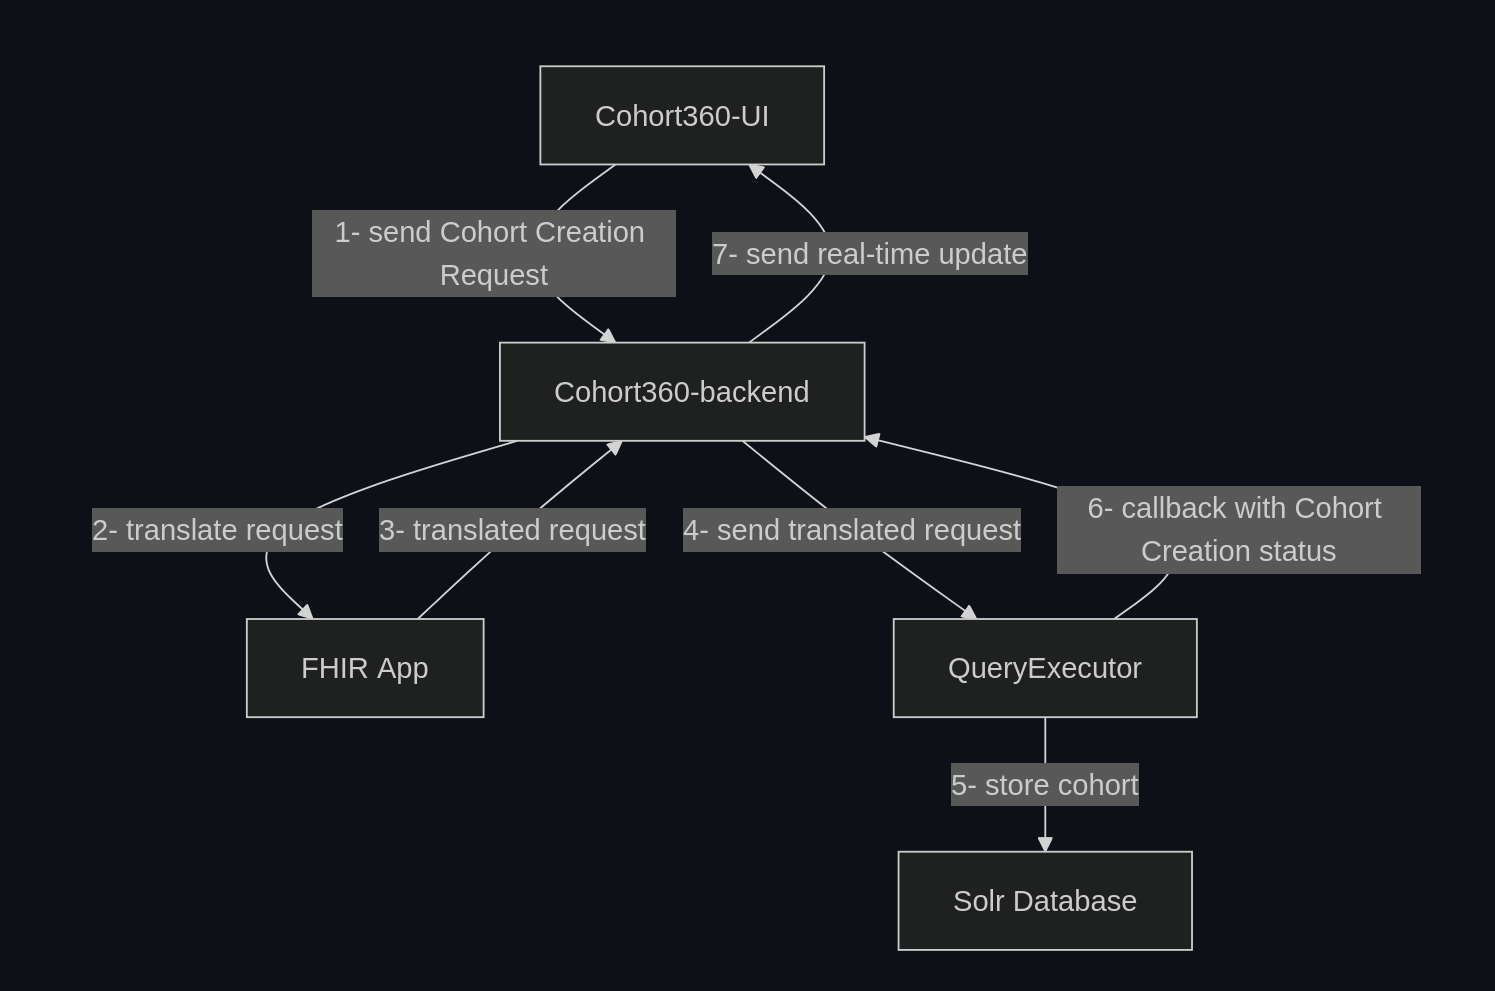 Cohort360-UI
1- send Cohort Creation
Request
7- send real-time update
Cohort360-backend
2- translate request
3- translated request
4- send translated request
6- callback with Cohort
Creation status
FHIR App
QueryExecutor
5- store cohort
Solr Database